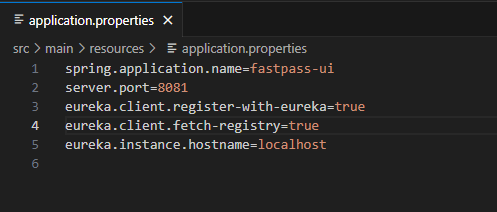 application.properties
src > main > resources > application.properties
1 spring.application.name=fastpass-ui
2 server.port=8081
3 eureka.client.register-with-eureka=true
4 eureka.client.fetch-registry=true
5 eureka.instance.hostname=localhost
6